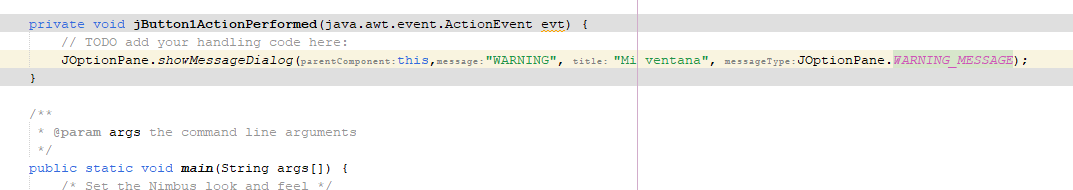 private void jButton1ActionPerformed(java.awt.event.ActionEvent evt) {
// TODO add your handling code here:
JOptionPane.showMessageDialog(parentComponent:this,message:"WARNING", title: "Mi ventana", messageType:JOptionPane.WARNING_MESSAGE);
}
/**
* @param args the command line arguments
*/
public static void main(String args[]) {
/* Set the Nimbus look and feel */